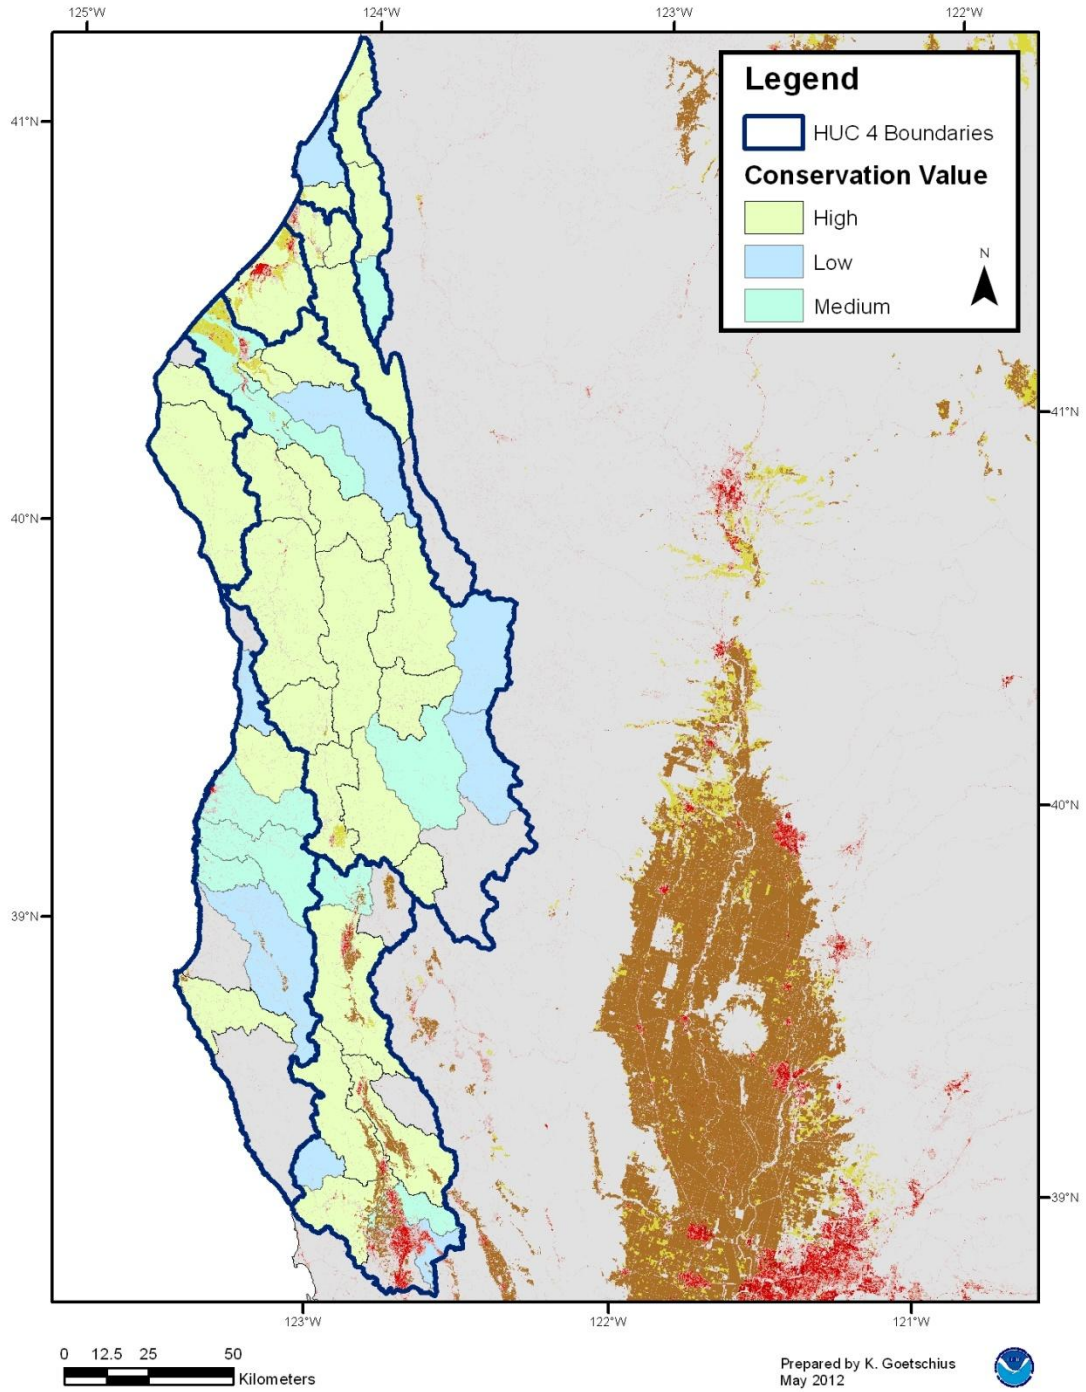 125°W 124°W 123°W 122°W
41°N
40°N
39°N
Legend
HUC 4 Boundaries
Conservation Value
High
Low
Medium
N
41°N
40°N
39°N
123°W 122°W 121°W
0 12.5 25 50
Kilometers
Prepared by K. Goetschius
May 2012